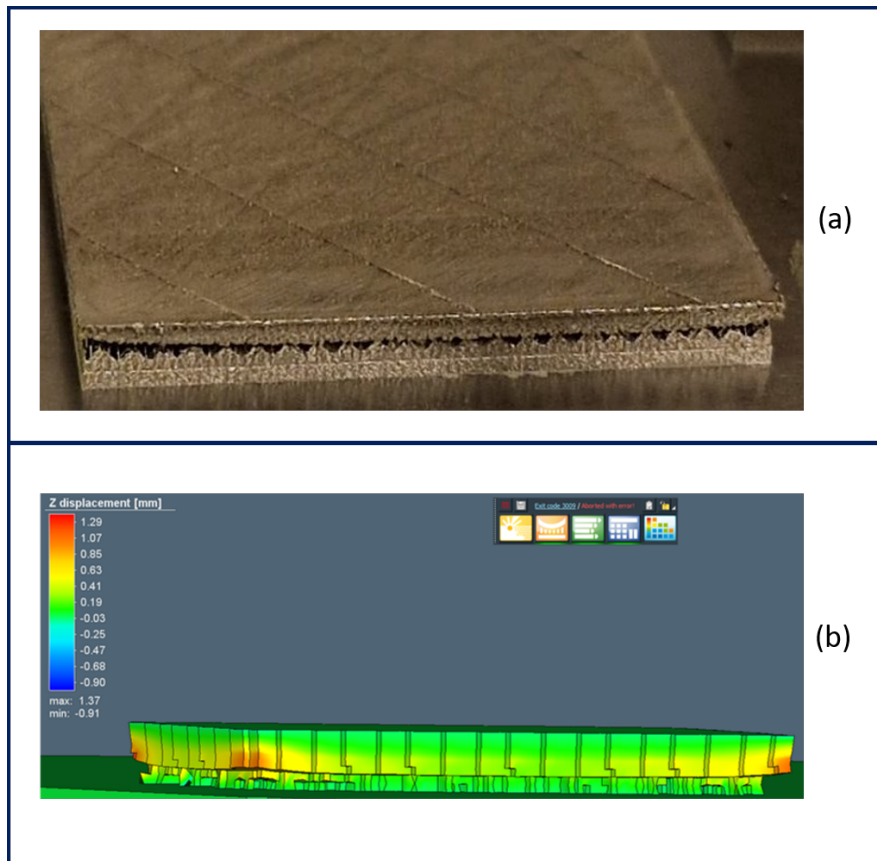 (a)
Z displacement [mm]
1.29
1.07
0.85
0.63
0.41
0.19
-0.03
-0.25
-0.47
-0.68
-0.90
max: 1.37
min: -0.91
Exit code 3009 / Aborted with error!
(b)